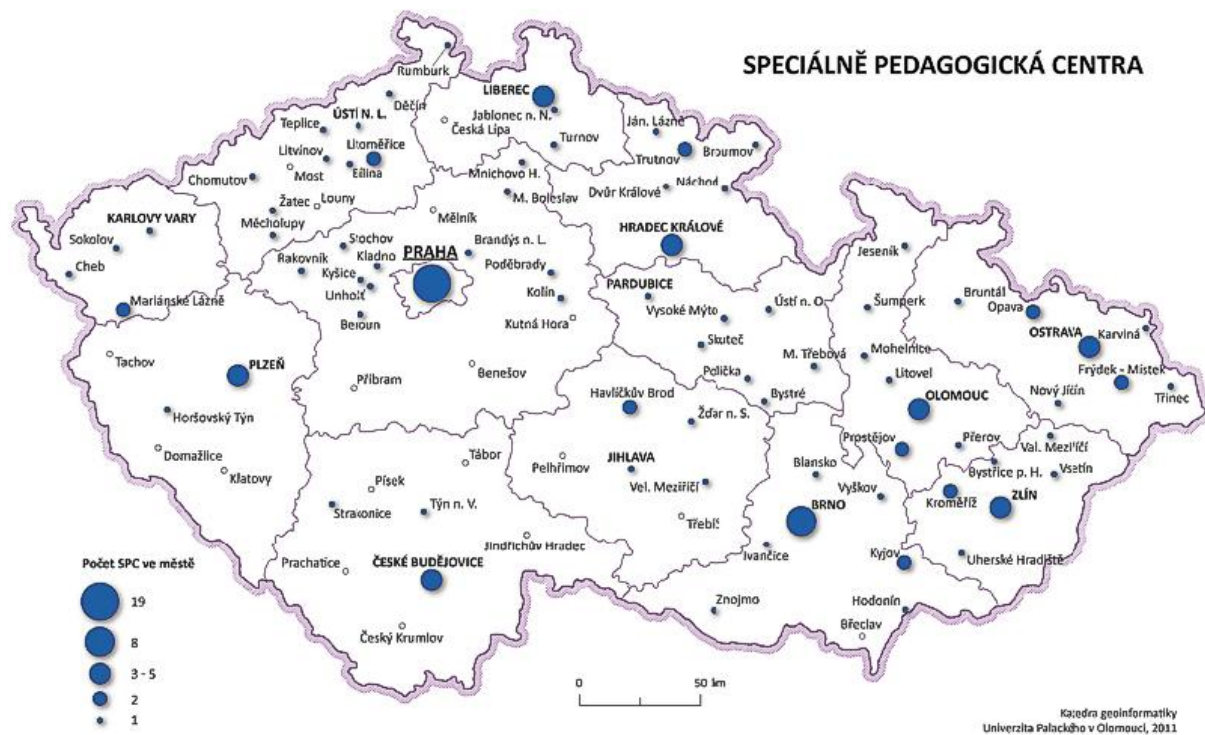 SPECIÁLNĚ PEDAGOGICKÁ CENTRA
Rumburk
LIBEREC
Děčín
Jablonec n. N.
ÚSTÍ N. L.
Česká Lípa
Ján. Lázně
Teplice
Turnov
Litoměřice
Trutnov
Broumov
Litvínov
Most
Bílina
Mnichovo H.
Chomutov
M. Boleslav
Dvůr Králové
Náchod
Žatec
Louny
Mělník
KARLOVY VARY
Měcholupy
HRADEC KRÁLOVÉ
Sokolov
Stochov
PRAHA
Brandýs n. L.
Jeseník
Rakovník
Kladno
Cheb
Kyšice
Poděbrady
PARDUBICE
Unhošť
Kolín
Mariánské Lázně
Vysoké Mýto
Ústí n. O.
Šumperk
Bruntál
Opava
Beroun
Kutná Hora
OSTRAVA
Karviná
Skuteč
Tachov
M. Třebová
Mohelnice
PLZEŇ
Benešov
Polička
Litovel
Frýdek - Místek
Příbram
Třinec
Havlíčkův Brod
Bystré
Nový Jičín
OLOMOUC
Horšovský Týn
Žďar n. S.
Domažlice
Tábor
Prostějov
Přerov
Val. Meziříčí
Klatovy
Pelhřimov
JIHLAVA
Blansko
Bystřice p. H.
Vsetín
Písek
Vel. Meziříčí
Vyškov
Kroměříž
ZLÍN
Strakonice
Týn n. V.
BRNO
Třebíč
Jindřichův Hradec
Ivančice
Prachatice
ČESKÉ BUDĚJOVICE
Kyjov
Uherské Hradiště
Český Krumlov
Znojmo
Hodonín
Břeclav
Počet SPC ve městě
19
8
3 - 5
2
1
0 50 km
Katedra geoinformatiky
Univerzita Palackého v Olomouci, 2011